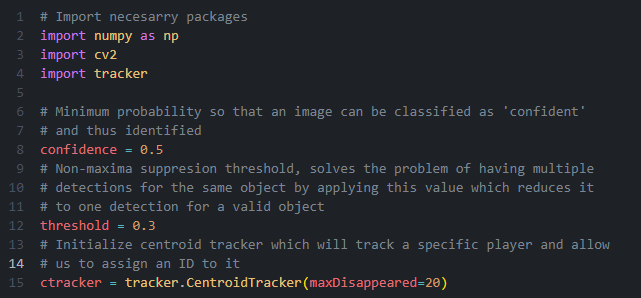 1 # Import necesarry packages
2 import numpy as np
3 import cv2
4 import tracker
5
6 # Minimum probability so that an image can be classified as 'confident'
7 # and thus identified
8 confidence = 0.5
9 # Non-maxima suppresion threshold, solves the problem of having multiple
10 # detections for the same object by applying this value which reduces it
11 # to one detection for a valid object
12 threshold = 0.3
13 # Initialize centroid tracker which will track a specific player and allow
14 # us to assign an ID to it
15 ctracker = tracker.CentroidTracker(maxDisappeared=20)